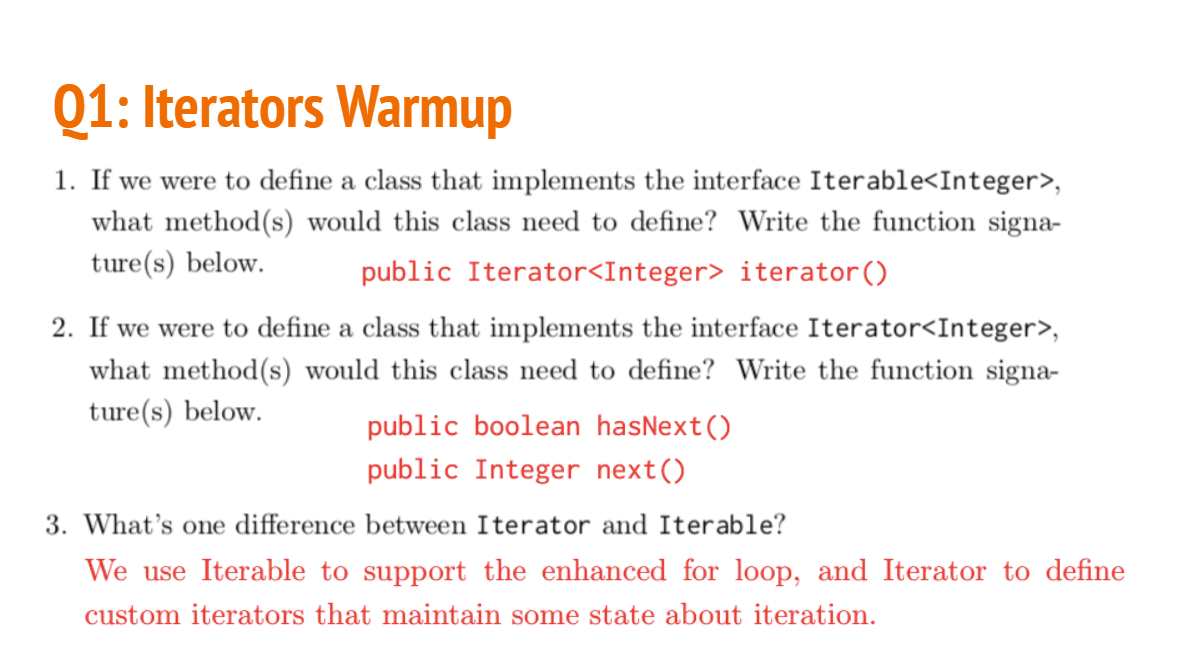 Q1: Iterators Warmup
1. If we were to define a class that implements the interface Iterable<Integer>,
what method(s) would this class need to define? Write the function signa-
ture(s) below.
public Iterator<Integer> iterator()
2. If we were to define a class that implements the interface Iterator<Integer>,
what method(s) would this class need to define? Write the function signa-
ture(s) below.
public boolean hasNext()
public Integer next()
3. What's one difference between Iterator and Iterable?
We use Iterable to support the enhanced for loop, and Iterator to define
custom iterators that maintain some state about iteration.